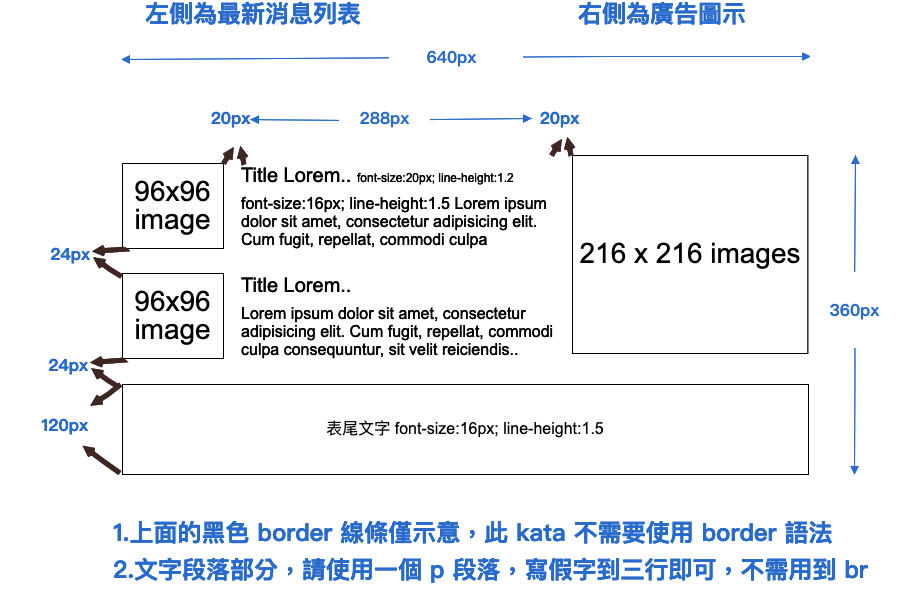 左側為最新消息列表
右側為廣告圖示
640px
20px
288px
20px
96x96
image
Title Lorem.. font-size:20px; line-height:1.2
font-size:16px; line-height:1.5 Lorem ipsum
dolor sit amet, consectetur adipisicing elit.
Cum fugit, repellat, commodi culpa
216 x 216 images
24px
96x96
image
Title Lorem..
Lorem ipsum dolor sit amet, consectetur
adipisicing elit. Cum fugit, repellat, commodi
culpa consequuntur, sit velit reiciendis..
360px
24px
120px
表尾文字 font-size:16px; line-height:1.5
1.上面的黑色 border 線條僅示意，此 kata 不需要使用 border 語法
2.文字段落部分，請使用一個 p 段落，寫假字到三行即可，不需用到 br